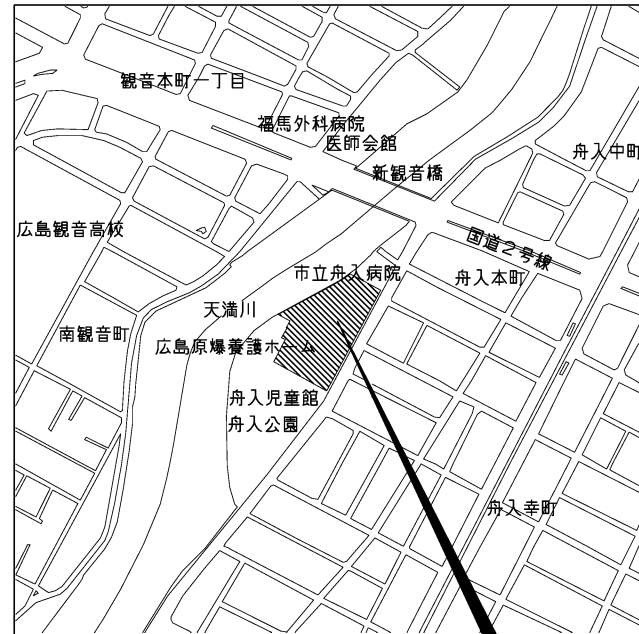 観音本町一丁目
福馬外科病院
医師会館
舟入中町
新観音橋
広島観音高校
国道２号線
市立舟入病院
舟入本町
天満川
南観音町
広島原爆養護ホーム
舟入児童館
舟入公園
舟入幸町